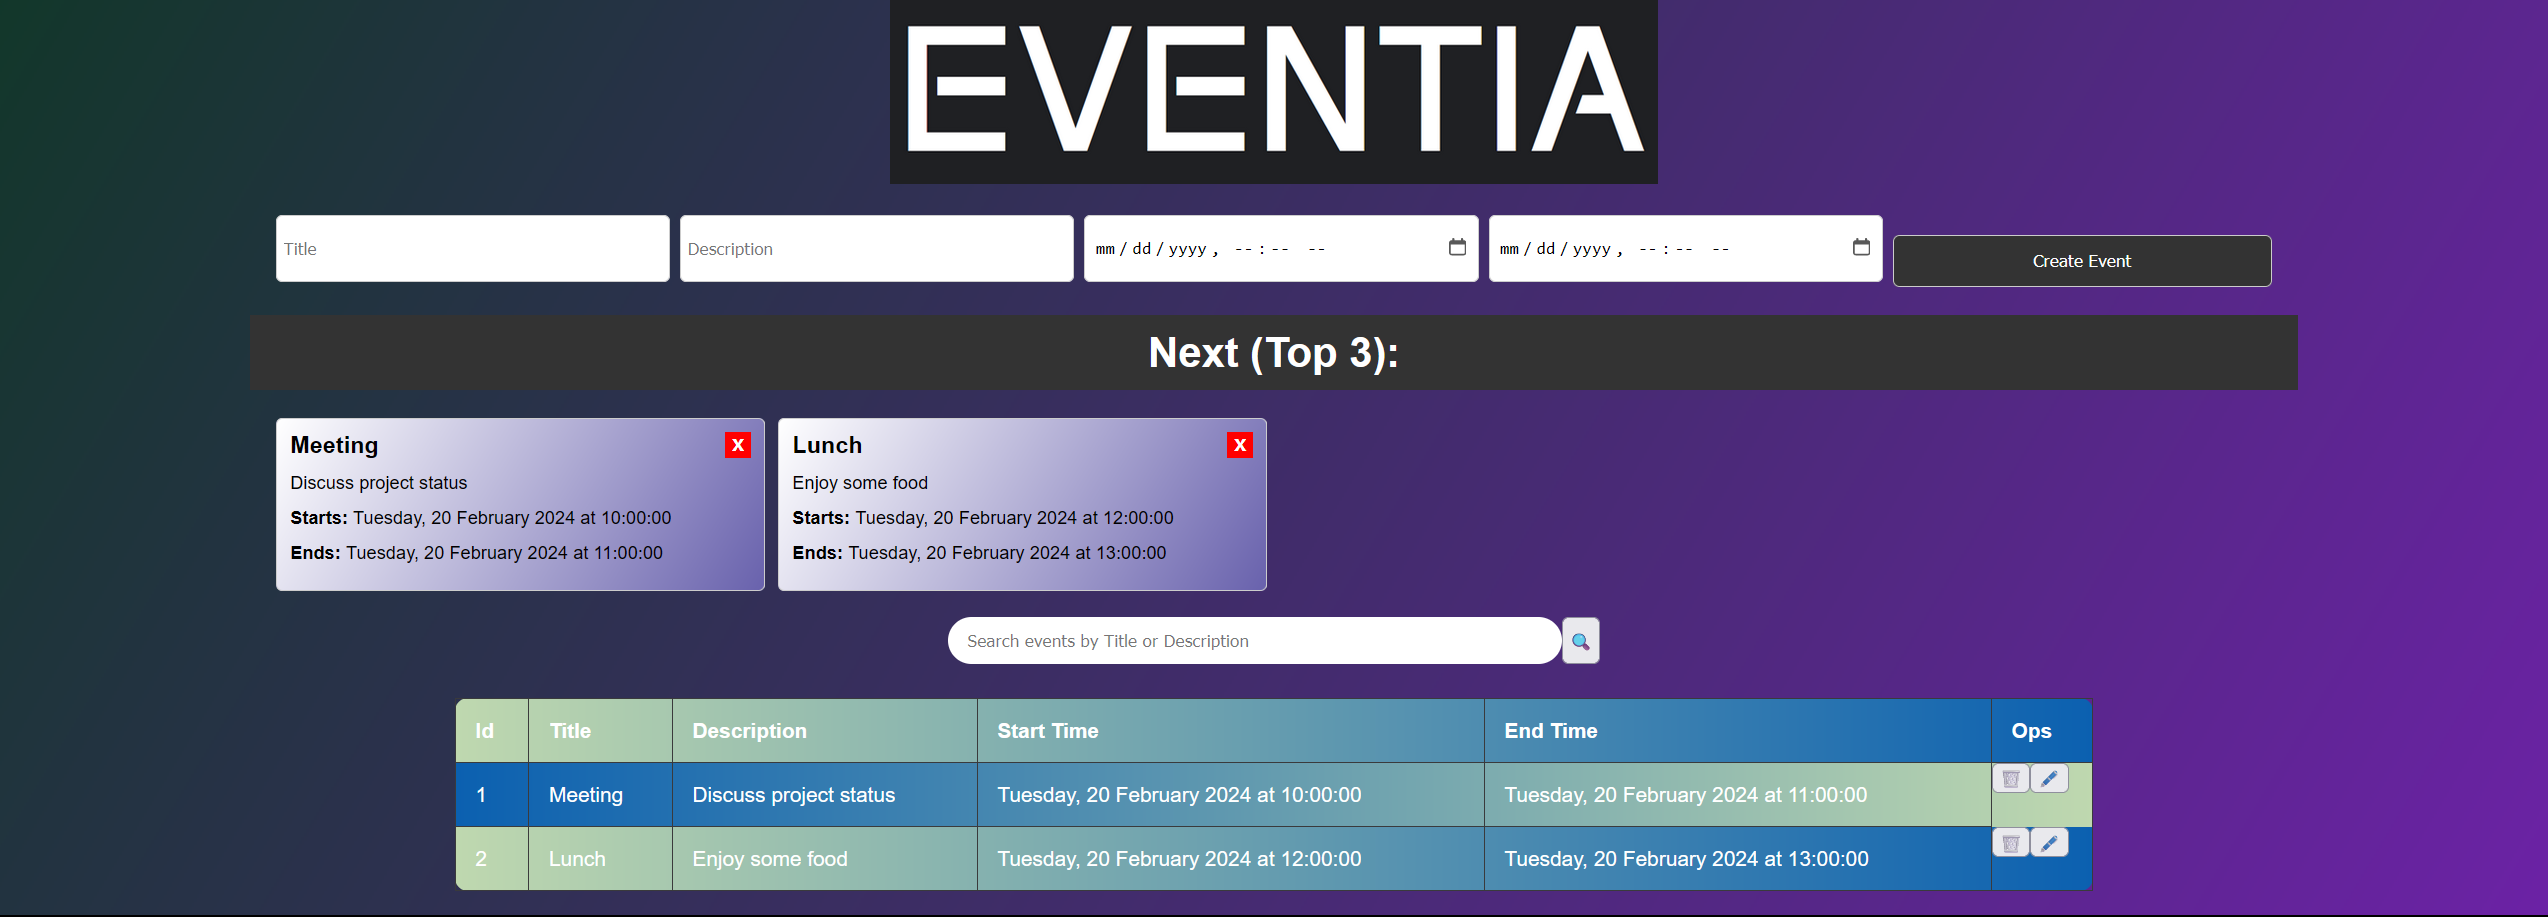 EVENTIA
Title
Description
mm/dd/yyyy, --:-- --
mm/dd/yyyy, --:-- --
Create Event
Next (Top 3):
Meeting
X
Discuss project status
Starts: Tuesday, 20 February 2024 at 10:00:00
Ends: Tuesday, 20 February 2024 at 11:00:00
Lunch
X
Enjoy some food
Starts: Tuesday, 20 February 2024 at 12:00:00
Ends: Tuesday, 20 February 2024 at 13:00:00
Search events by Title or Description
Id Title Description Start Time End Time Ops
1 Meeting Discuss project status Tuesday, 20 February 2024 at 10:00:00 Tuesday, 20 February 2024 at 11:00:00
2 Lunch Enjoy some food Tuesday, 20 February 2024 at 12:00:00 Tuesday, 20 February 2024 at 13:00:00